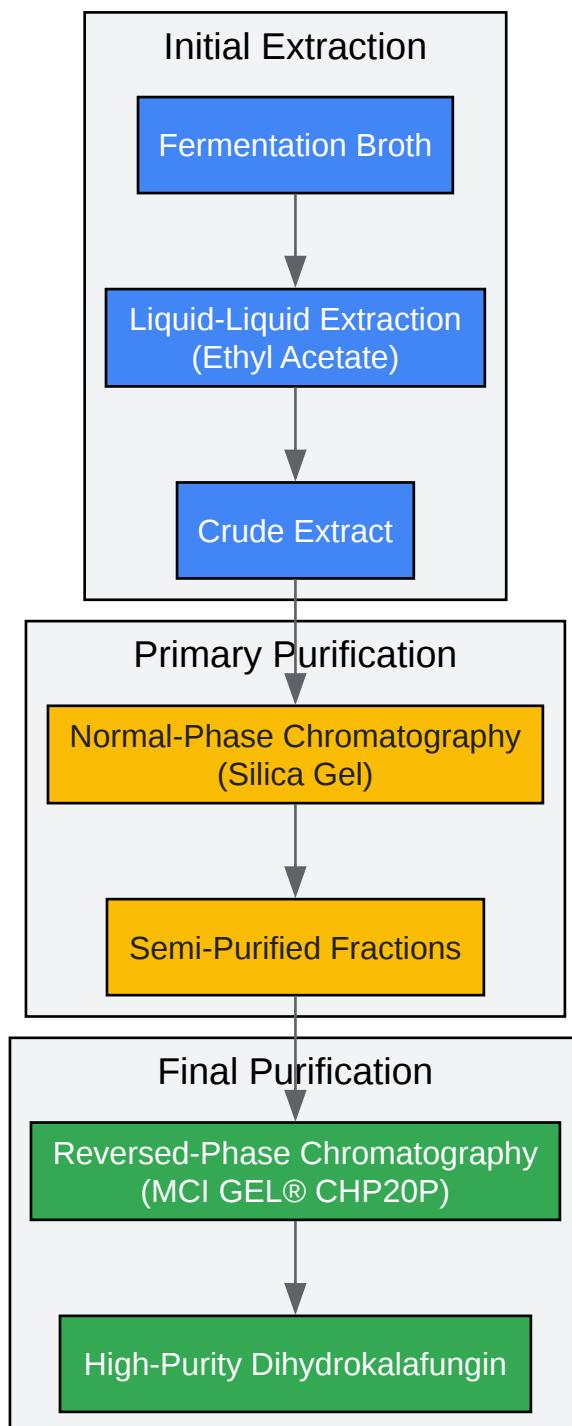 Initial Extraction
Fermentation Broth
Liquid-Liquid Extraction
(Ethyl Acetate)
Crude Extract
Primary Purification
Normal-Phase Chromatography
(Silica Gel)
Semi-Purified Fractions
Final Purification
Reversed-Phase Chromatography
(MCI GEL® CHP20P)
High-Purity Dihydrokalafungin